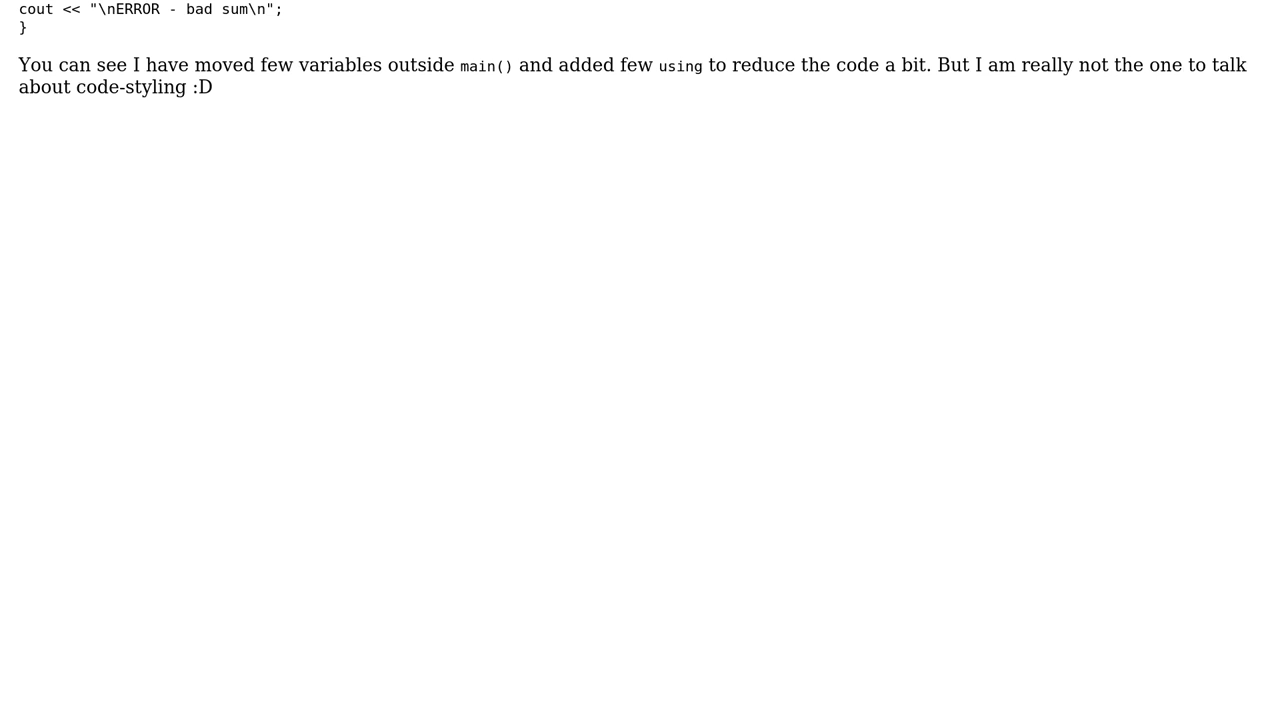 cout << "\nERROR - bad sum\n";
}
You can see I have moved few variables outside main() and added few using to reduce the code a bit. But I am really not the one to talk
about code-styling :D